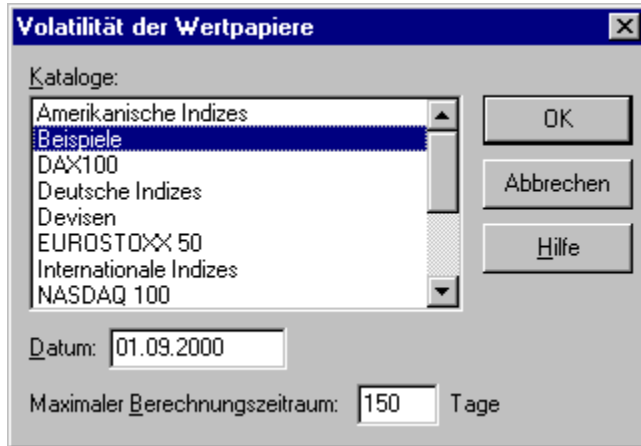 Volatilität der Wertpapiere
Kataloge:
Amerikanische Indizes
Beispiele
DAX100
Deutsche Indizes
Devisen
EUROSTOXX 50
Internationale Indizes
NASDAQ 100
OK
Abbrechen
Hilfe
Datum: 01.09.2000
Maximaler Berechnungszeitraum: 150 Tage